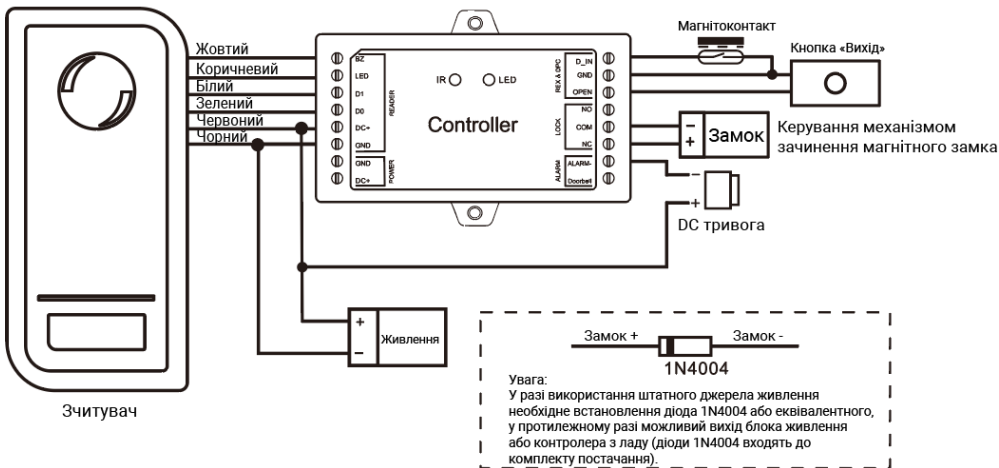 Жовтий
Коричневий
Білий
Зелений
Червоний
Чорний
Зчитувач
BZ
LED
D1
D0
DC+
GND
READER
GND
DC+
POWER
IR
LED
Controller
D_IN
GND
OPEN
REX & DPC
NO
COM
NC
LOCK
ALARM-
Doorbell
ALARM
Магнітоконтакт
Кнопка «Вихід»
−
+
Замок
Керування механізмом
зачинення магнітного замка
−
+
DC тривога
+
−
Живлення
Замок +
Замок -
1N4004
Увага:
У разі використання штатного джерела живлення
необхідне встановлення діода 1N4004 або еквівалентного,
у протилежному разі можливий вихід блока живлення
або контролера з ладу (діоди 1N4004 входять до
комплекту постачання).